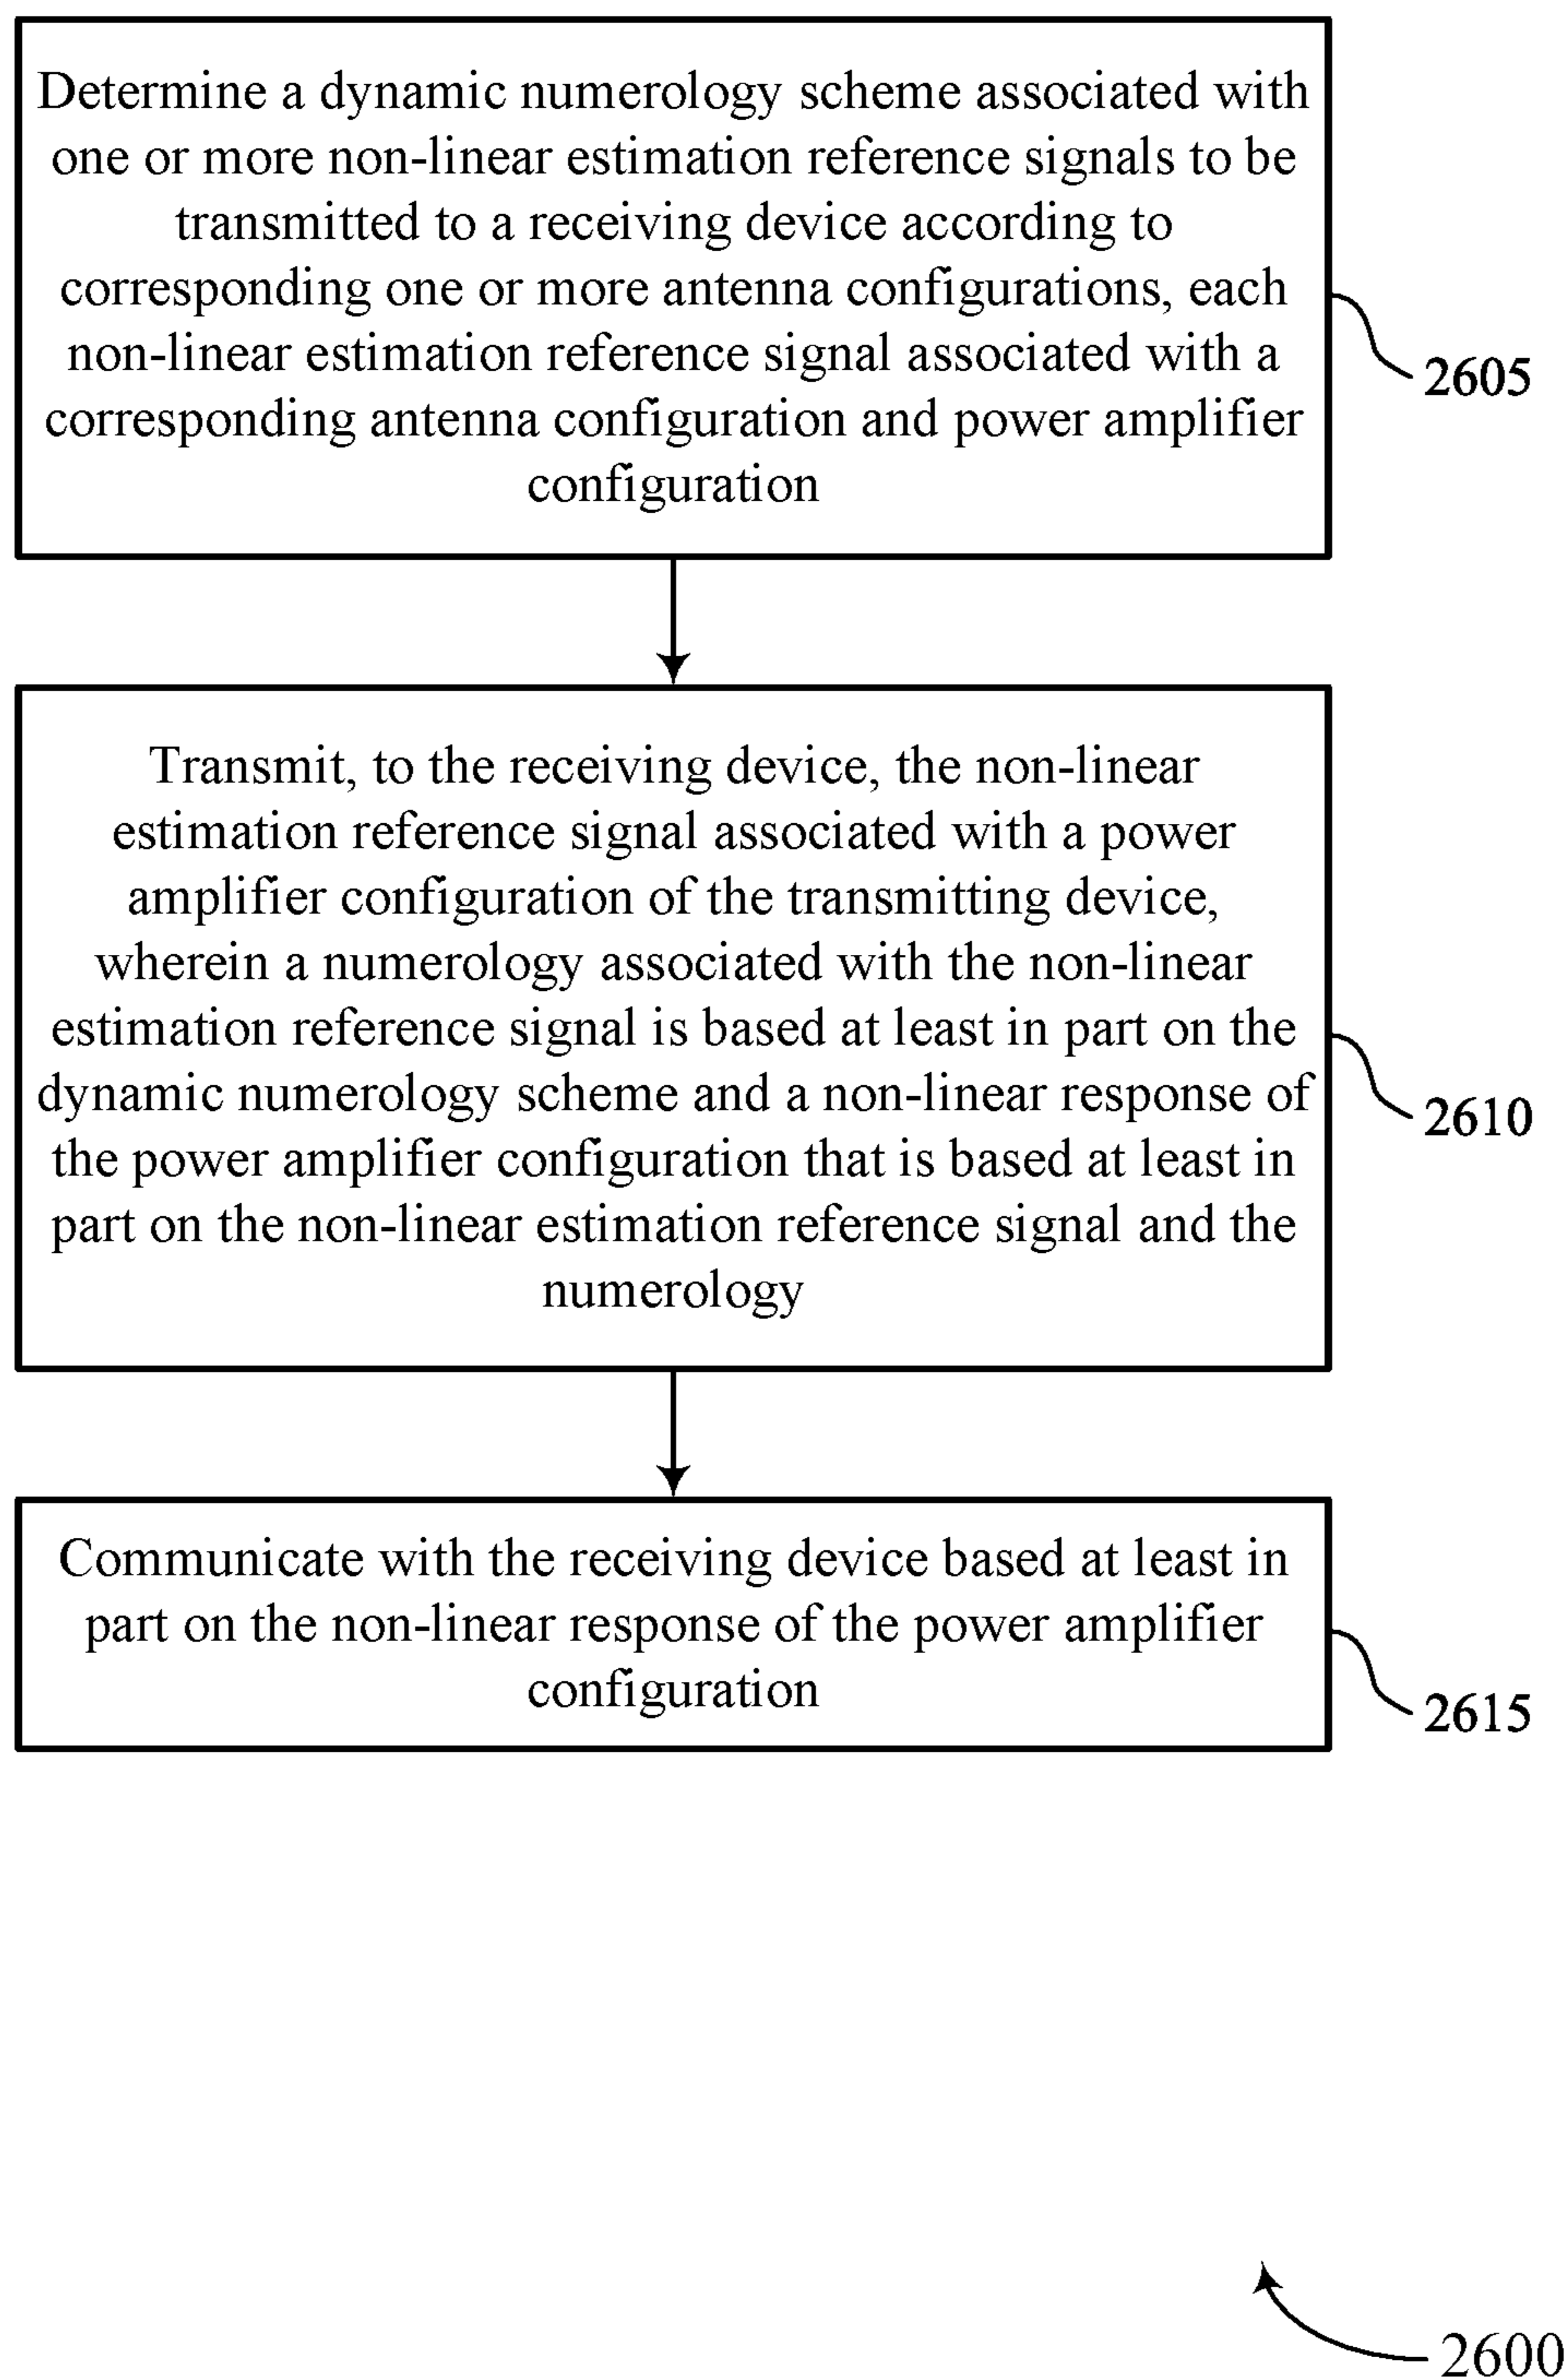 Determine a dynamic numerology scheme associated with
one or more non-linear estimation reference signals to be
transmitted to a receiving device according to
corresponding one or more antenna configurations, each
non-linear estimation reference signal associated with a
corresponding antenna configuration and power amplifier
configuration
2605
Transmit, to the receiving device, the non-linear
estimation reference signal associated with a power
amplifier configuration of the transmitting device,
wherein a numerology associated with the non-linear
estimation reference signal is based at least in part on the
dynamic numerology scheme and a non-linear response of
the power amplifier configuration that is based at least in
part on the non-linear estimation reference signal and the
numerology
2610
Communicate with the receiving device based at least in
part on the non-linear response of the power amplifier
configuration
2615
2600